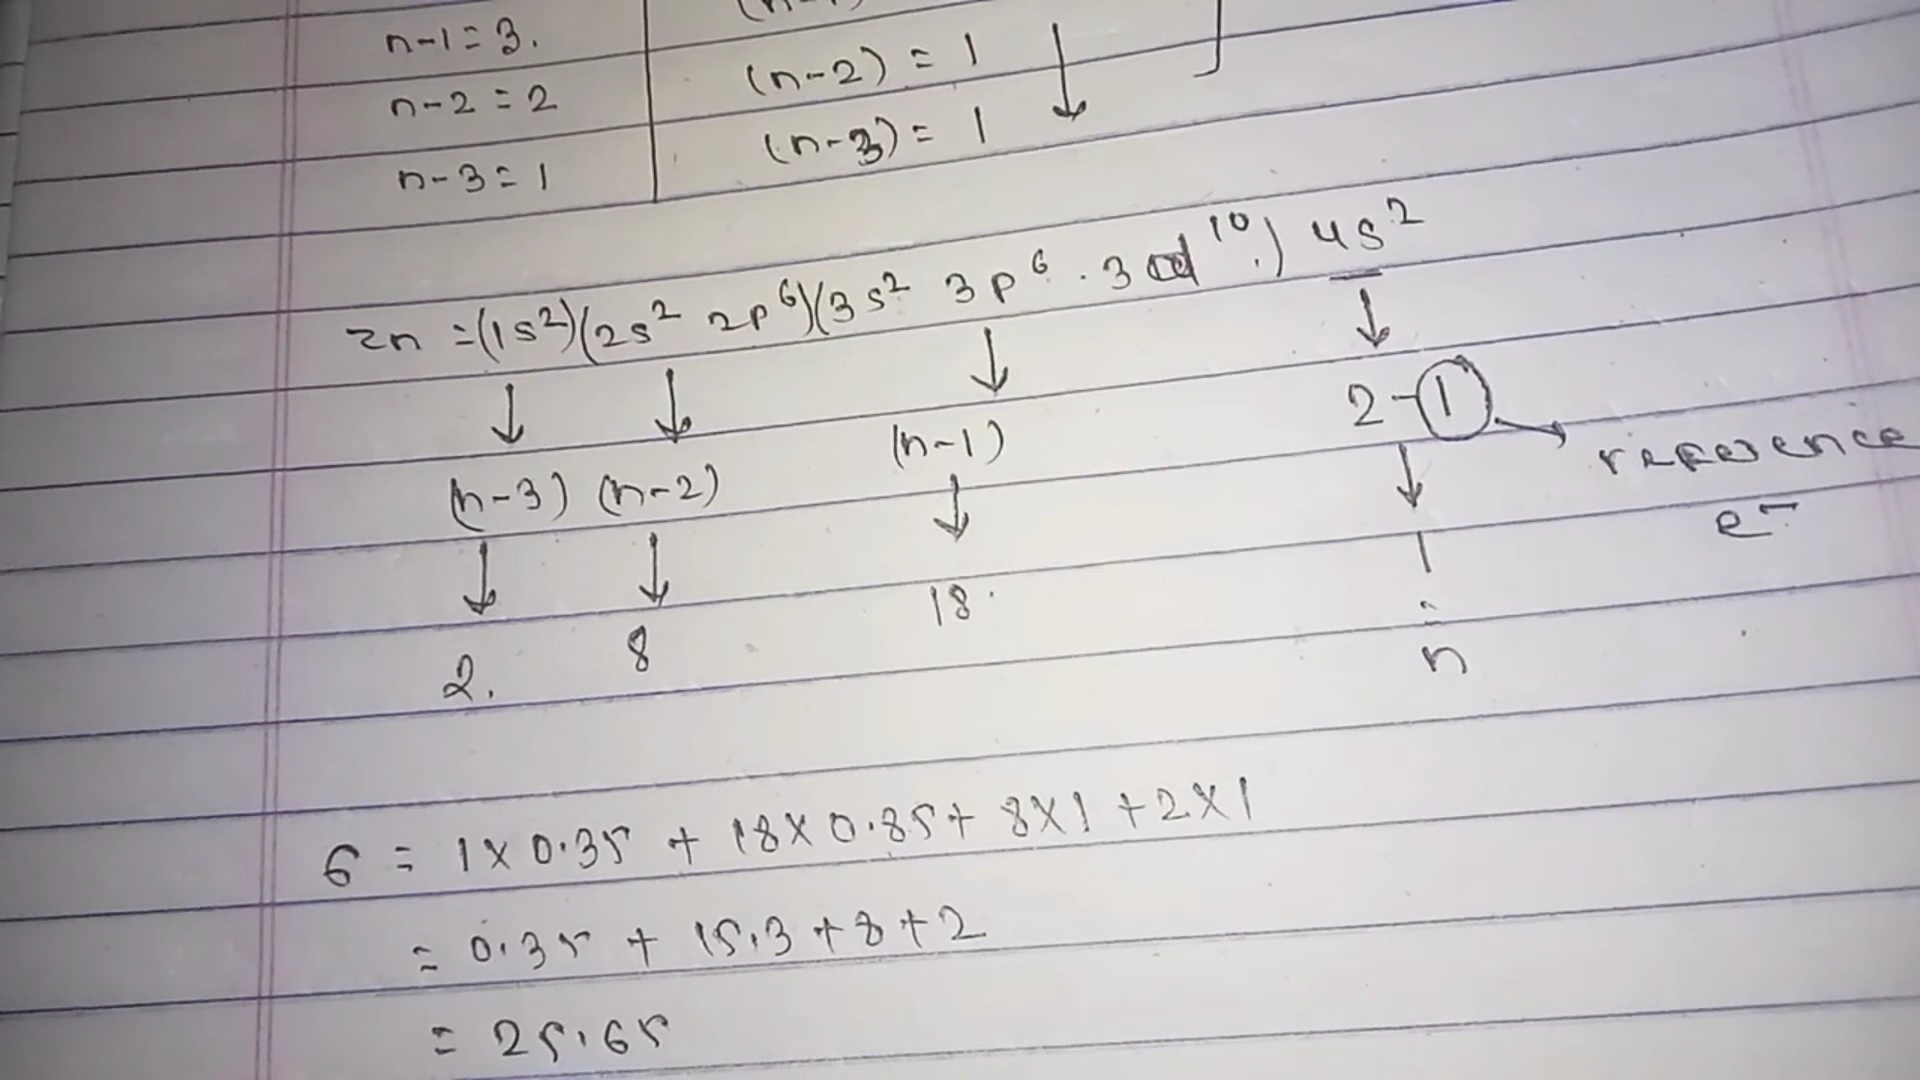 n-1=3.
(n-2) = 1
n-2 = 2
(n-3) = 1
n-3 = 1
Zn =(1s²)(2s² 2p⁶)(3s² 3p⁶ . 3d¹⁰.) 4s²
(n-3) (n-2) (n-1) 2-1
reference
e⁻
2. 8 18. 1
=
n
6 = 1×0.35 + 18×0.85+ 8×1 +2×1
= 0.35 + 15.3+8+2
= 25.65